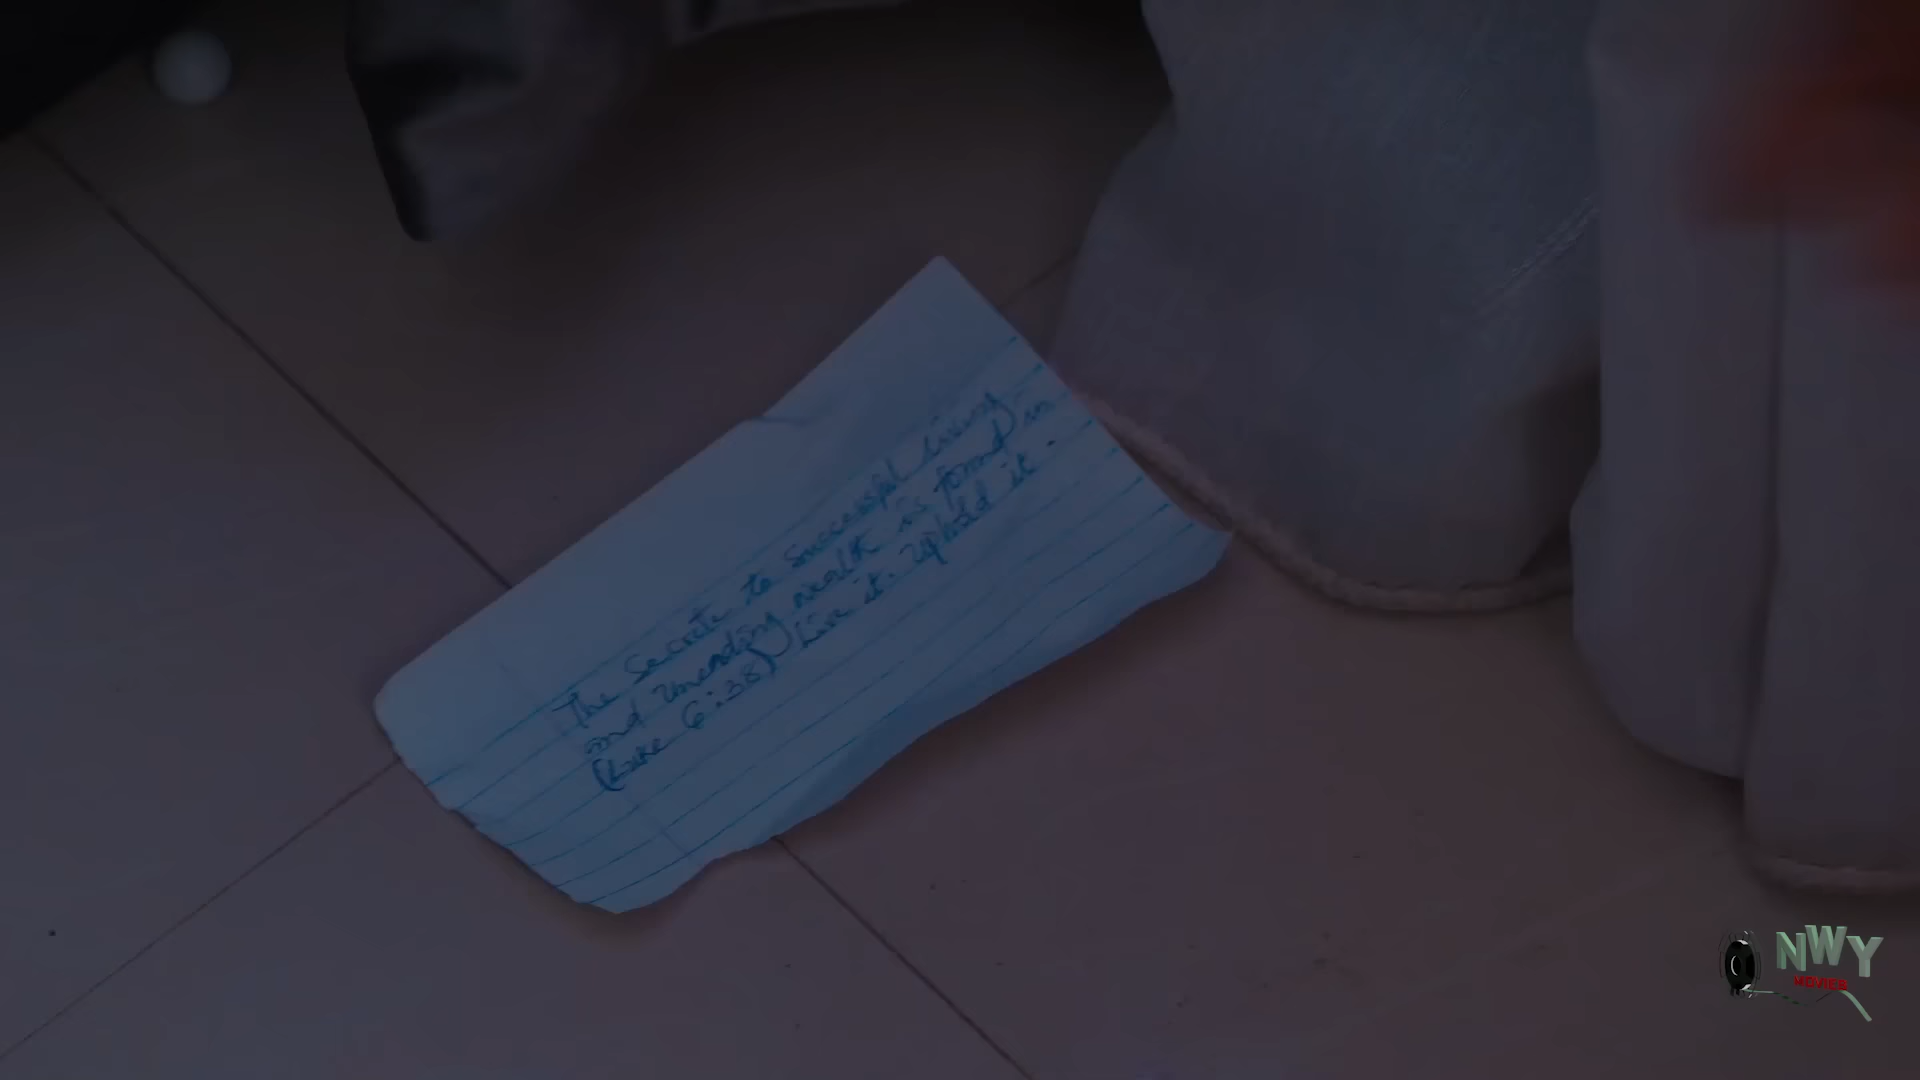 The Secrete to Successful living
and Unending wealth is found in
(Luke 6:38) Live it. Uphold it.
NWY
MOVIES